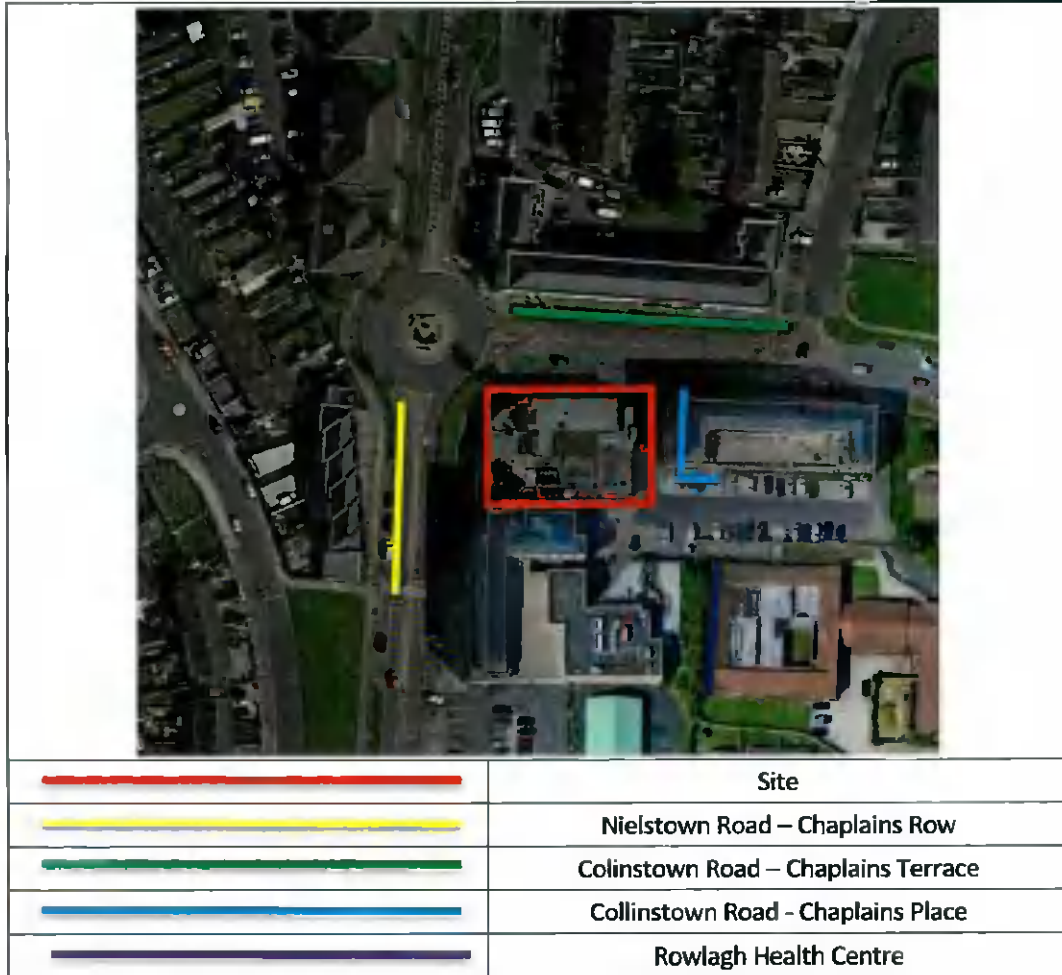 Site
Nielstown Road – Chaplains Row
Colinstown Road – Chaplains Terrace
Collinstown Road - Chaplains Place
Rowlagh Health Centre